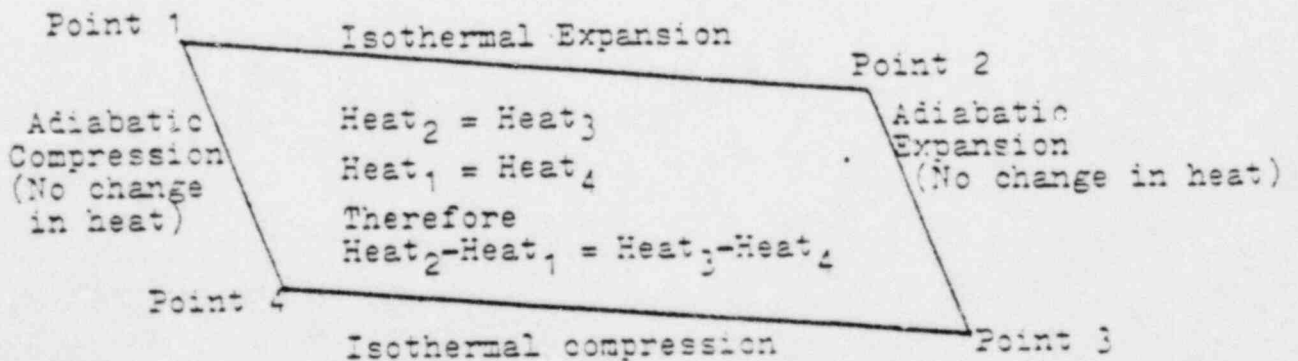 Point 1
Isothermal Expansion
Point 2
Adiabatic
Compression
(No change
in heat)
Heat₂ = Heat₃
Heat₁ = Heat₄
Therefore
Heat₂-Heat₁ = Heat₃-Heat₄
Adiabatic
Expansion
(No change in heat)
Point 4
Isothermal compression
Point 3